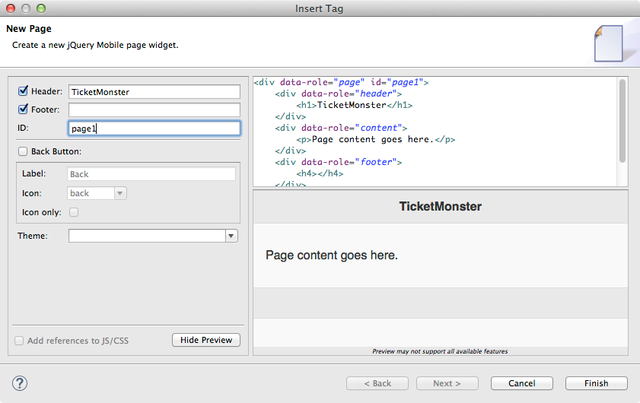 Insert Tag
New Page
Create a new jQuery Mobile page widget.
Header: TicketMonster
Footer:
ID: page1
Back Button:
Label: Back
Icon: back
Icon only:
Theme:
Add references to JS/CSS
Hide Preview
<div data-role="page" id="page1">
<div data-role="header">
<h1>TicketMonster</h1>
</div>
<div data-role="content">
<p>Page content goes here.</p>
</div>
<div data-role="footer">
<h4></h4>
</div>
TicketMonster
Page content goes here.
Preview may not support all available features
?
< Back
Next >
Cancel
Finish